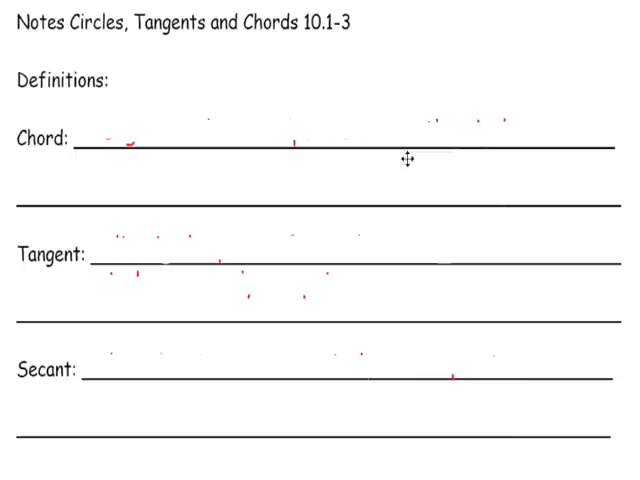 Notes Circles, Tangents and Chords 10.1-3
Definitions:
Chord:
Tangent:
Secant: